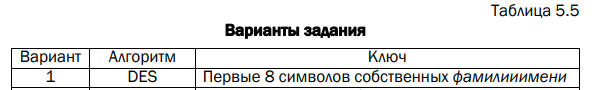 Таблица 5.5
Варианты задания
Вариант Алгоритм Ключ
1 DES Первые 8 символов собственных фамилииимени